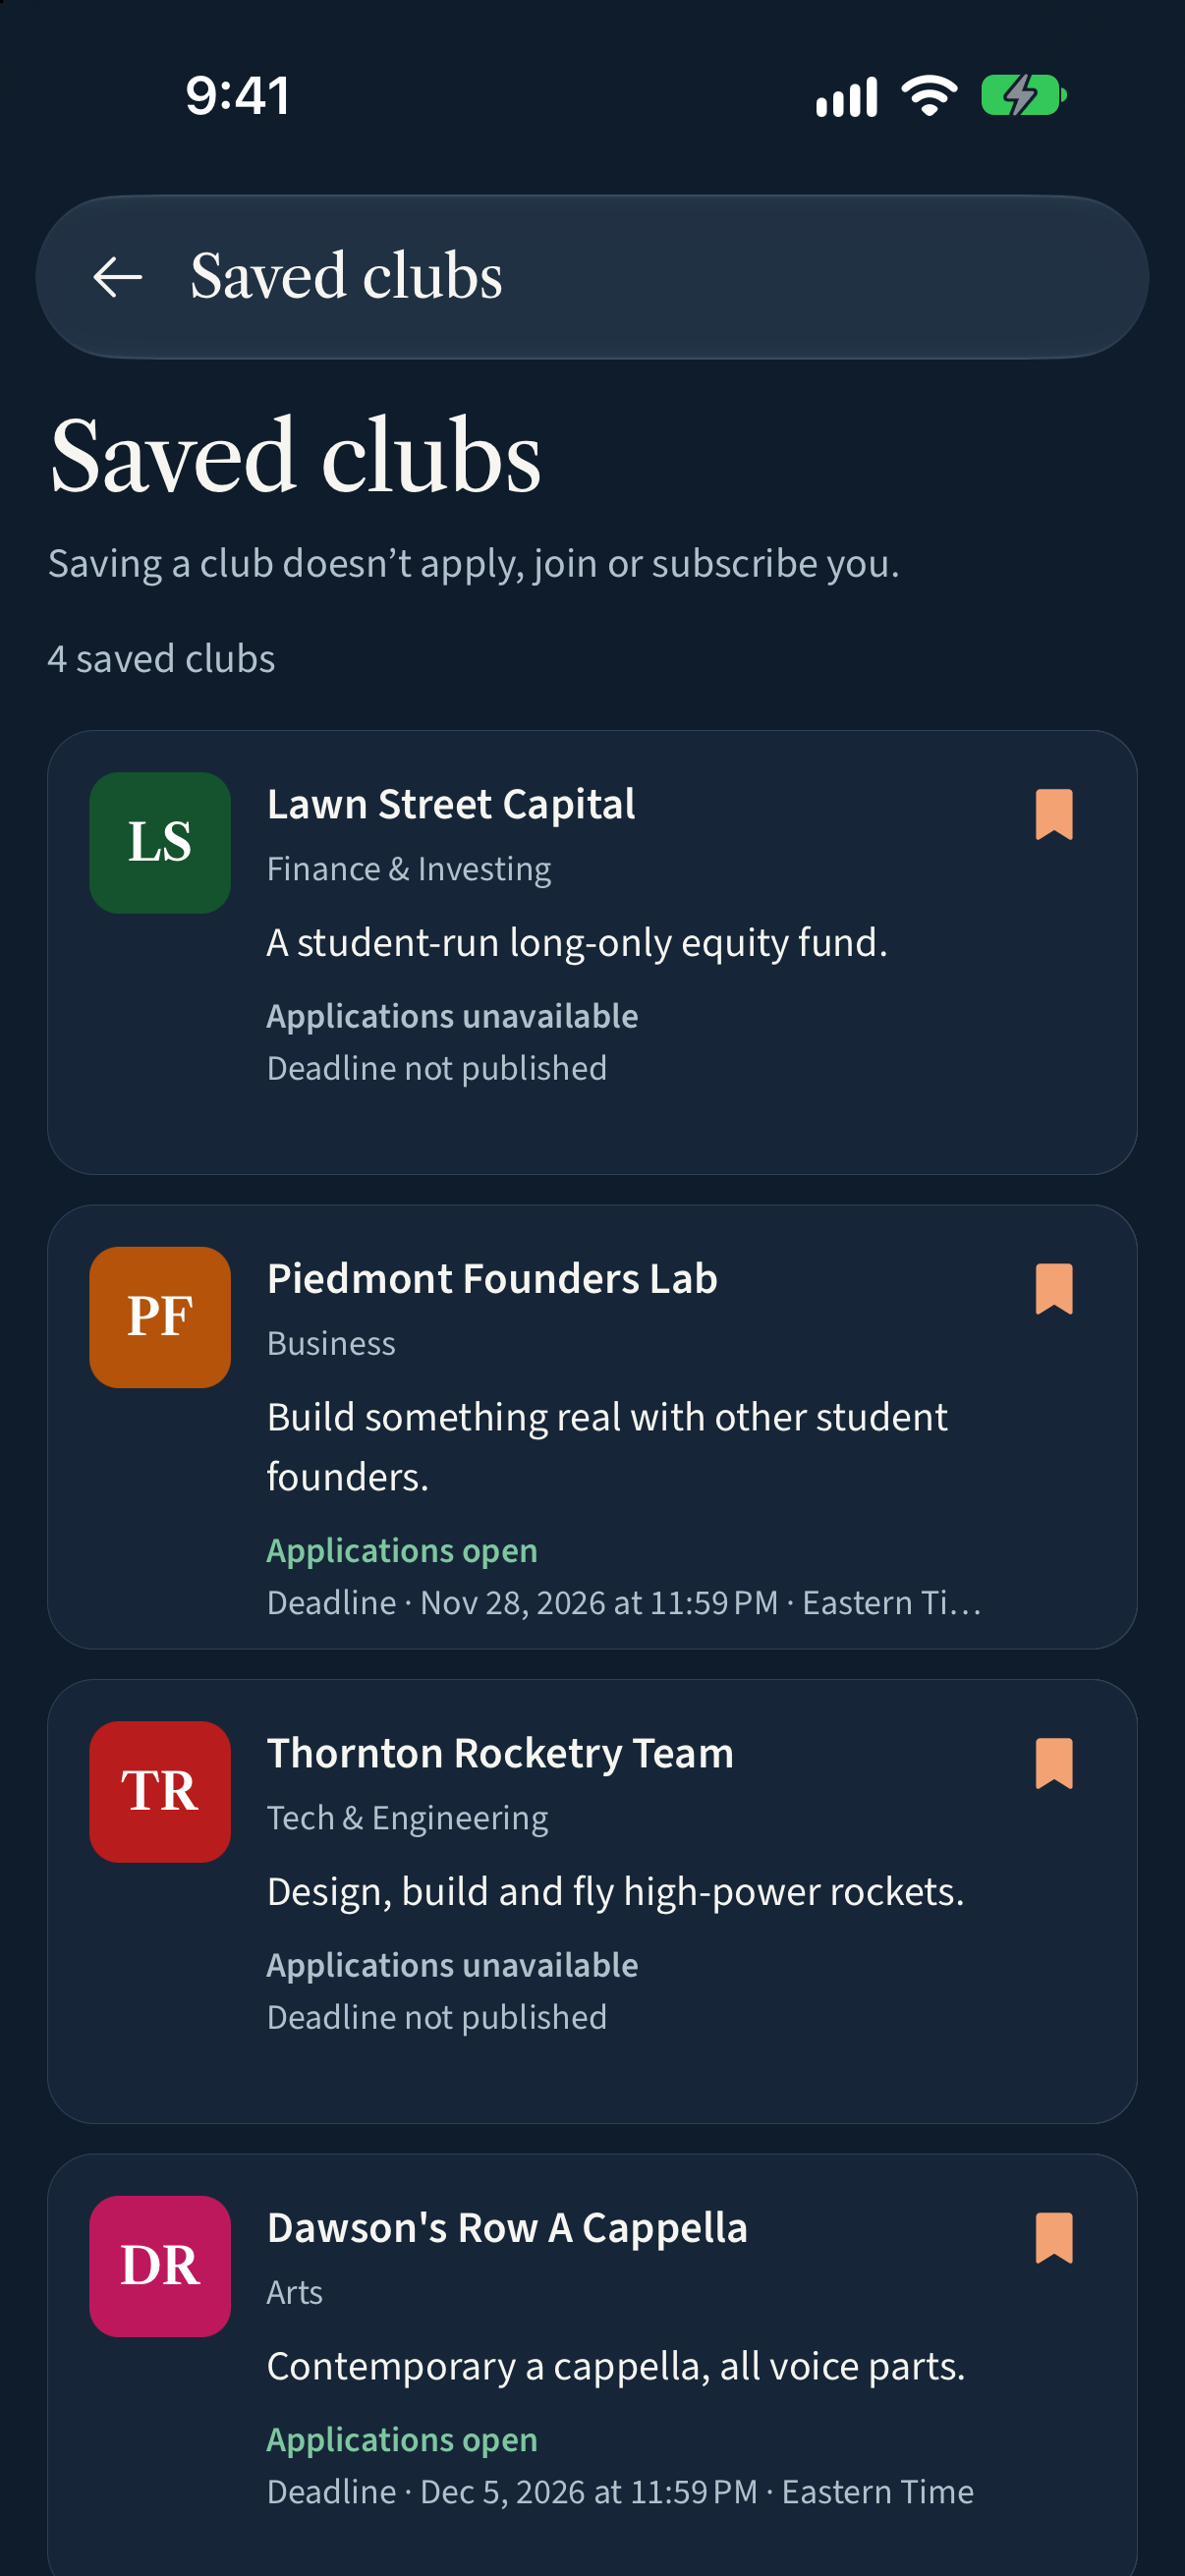 9:41
Saved clubs
Saved clubs
Saving a club doesn’t apply, join or subscribe you.
4 saved clubs
LS
Lawn Street Capital
Finance & Investing
A student-run long-only equity fund.
Applications unavailable
Deadline not published
PF
Piedmont Founders Lab
Business
Build something real with other student
founders.
Applications open
Deadline · Nov 28, 2026 at 11:59 PM · Eastern Ti…
TR
Thornton Rocketry Team
Tech & Engineering
Design, build and fly high-power rockets.
Applications unavailable
Deadline not published
DR
Dawson's Row A Cappella
Arts
Contemporary a cappella, all voice parts.
Applications open
Deadline · Dec 5, 2026 at 11:59 PM · Eastern Time